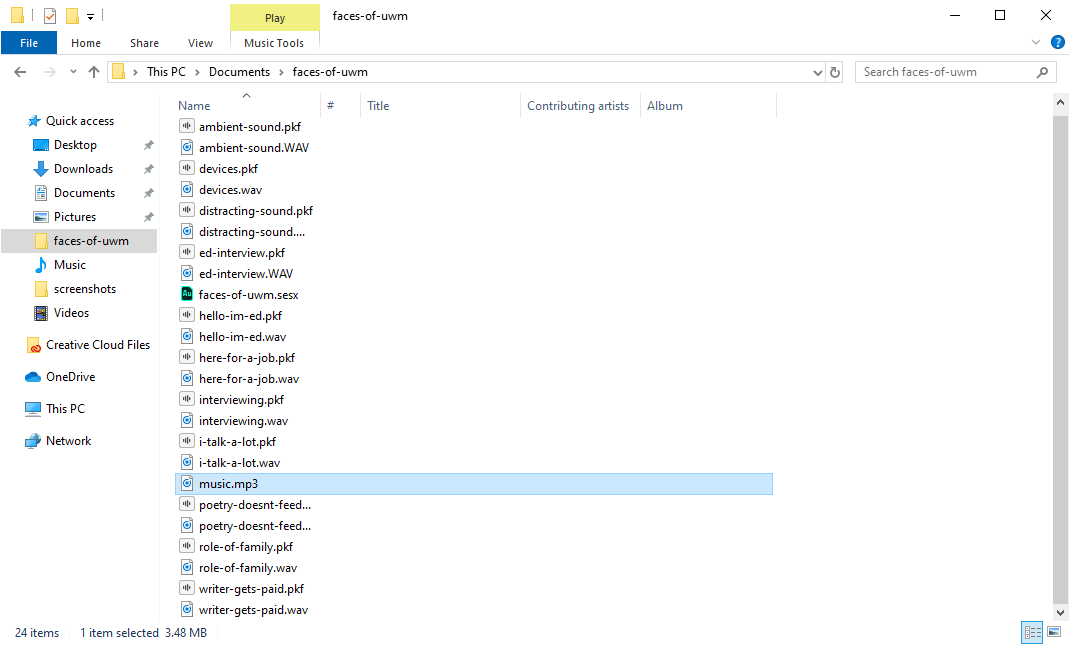 Play
faces-of-uwm
File
Home
Share
View
Music Tools
?
This PC
Documents
faces-of-uwm
Search faces-of-uwm
Name
#
Title
Contributing artists
Album
Quick access
Desktop
Downloads
Documents
Pictures
faces-of-uwm
Music
screenshots
Videos
Creative Cloud Files
OneDrive
This PC
Network
ambient-sound.pkf
ambient-sound.WAV
devices.pkf
devices.wav
distracting-sound.pkf
distracting-sound....
ed-interview.pkf
ed-interview.WAV
Au
faces-of-uwm.sesx
hello-im-ed.pkf
hello-im-ed.wav
here-for-a-job.pkf
here-for-a-job.wav
interviewing.pkf
interviewing.wav
i-talk-a-lot.pkf
i-talk-a-lot.wav
music.mp3
poetry-doesnt-feed...
poetry-doesnt-feed...
role-of-family.pkf
role-of-family.wav
writer-gets-paid.pkf
writer-gets-paid.wav
24 items
1 item selected 3.48 MB